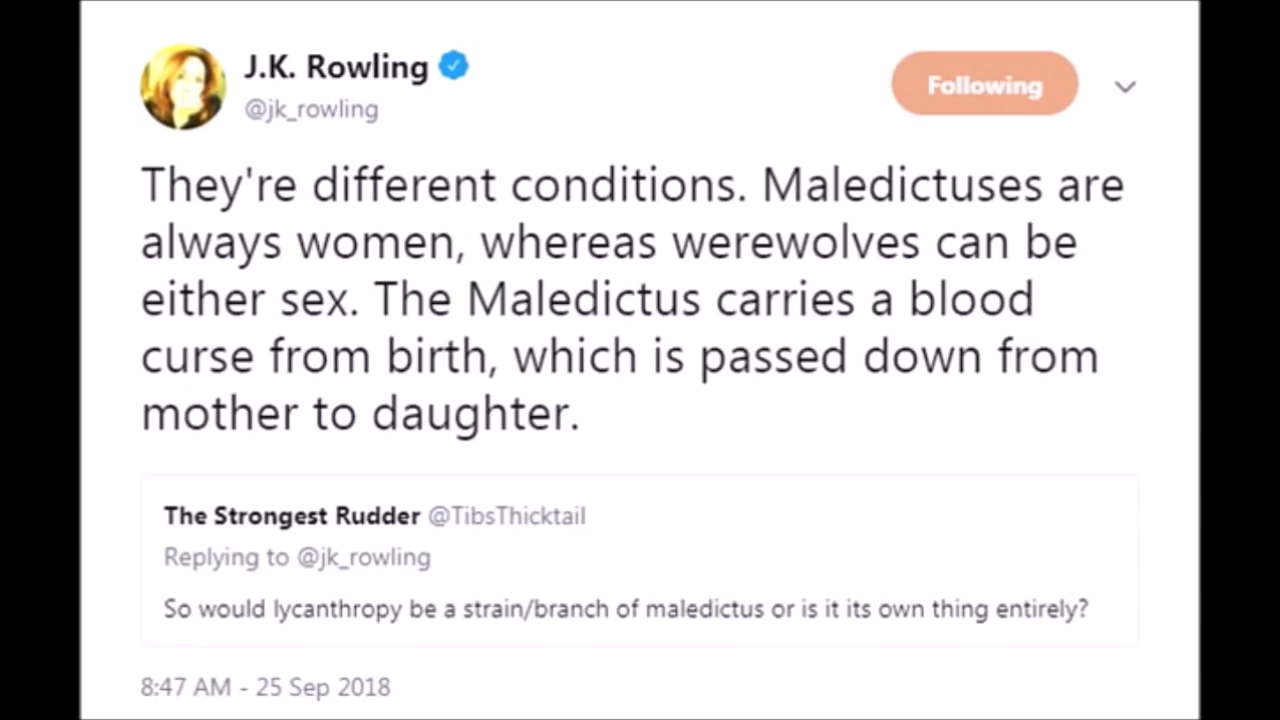 J.K. Rowling
@jk_rowling
Following
They're different conditions. Maledictuses are
always women, whereas werewolves can be
either sex. The Maledictus carries a blood
curse from birth, which is passed down from
mother to daughter.
The Strongest Rudder @TibsThicktail
Replying to @jk_rowling
So would lycanthropy be a strain/branch of maledictus or is it its own thing entirely?
8:47 AM - 25 Sep 2018